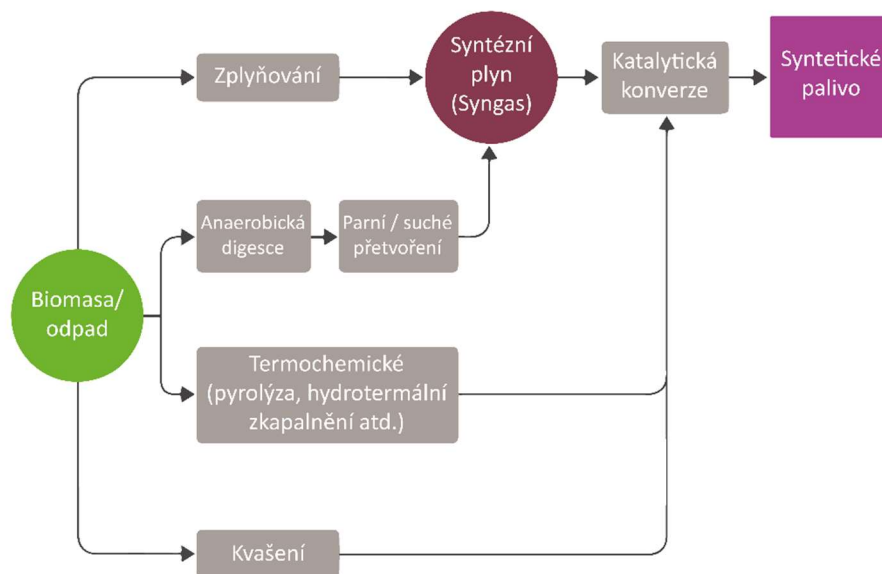 Zplyňování
Syntézní
plyn
(Syngas)
Katalytická
konverze
Syntetické
palivo
Anaerobická
digesce
Parní / suché
přetvoření
Biomasa/
odpad
Termochemické
(pyrolýza, hydrotermální
zkapalnění atd.)
Kvašení